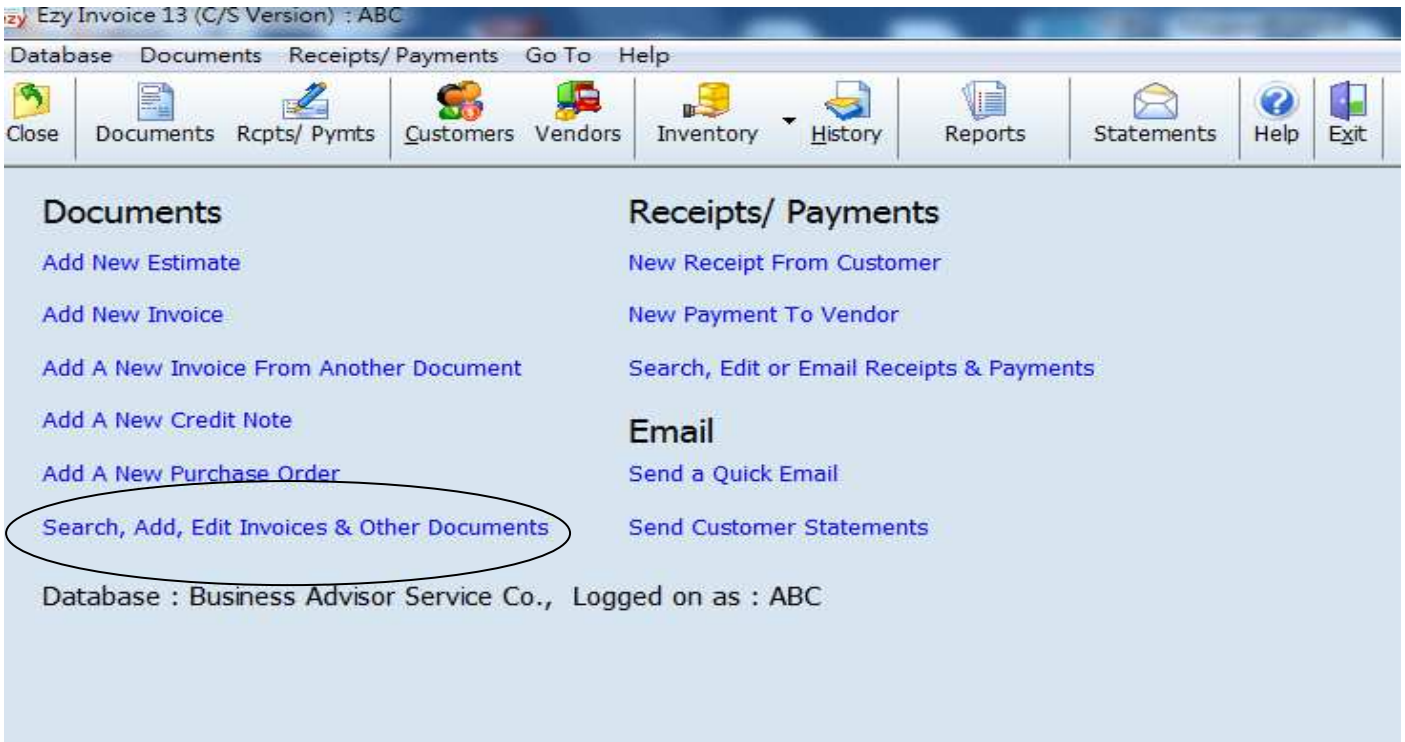 ezy Ezy Invoice 13 (C/S Version) : ABC
Database Documents Receipts/ Payments Go To Help
Close Documents Rcpts/ Pymts Customers Vendors Inventory History Reports Statements Help Exit
Documents
Add New Estimate
Add New Invoice
Add A New Invoice From Another Document
Add A New Credit Note
Add A New Purchase Order
Search, Add, Edit Invoices & Other Documents
Receipts/ Payments
New Receipt From Customer
New Payment To Vendor
Search, Edit or Email Receipts & Payments
Email
Send a Quick Email
Send Customer Statements
Database : Business Advisor Service Co., Logged on as : ABC